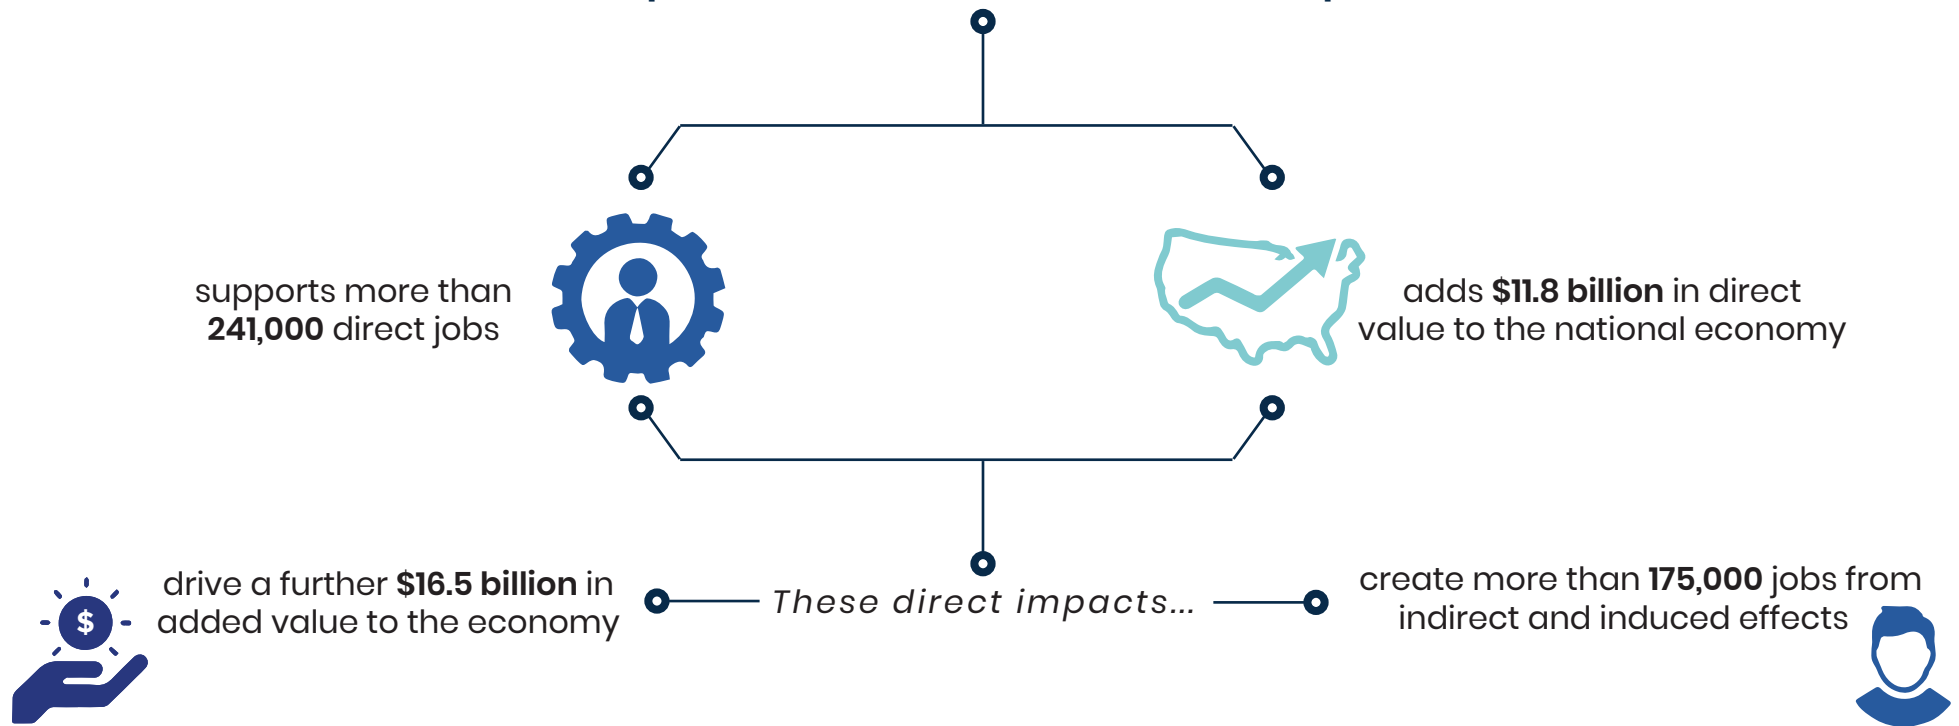 supports more than
241,000 direct jobs
adds $11.8 billion in direct
value to the national economy
drive a further $16.5 billion in
added value to the economy
$
These direct impacts...
create more than 175,000 jobs from
indirect and induced effects